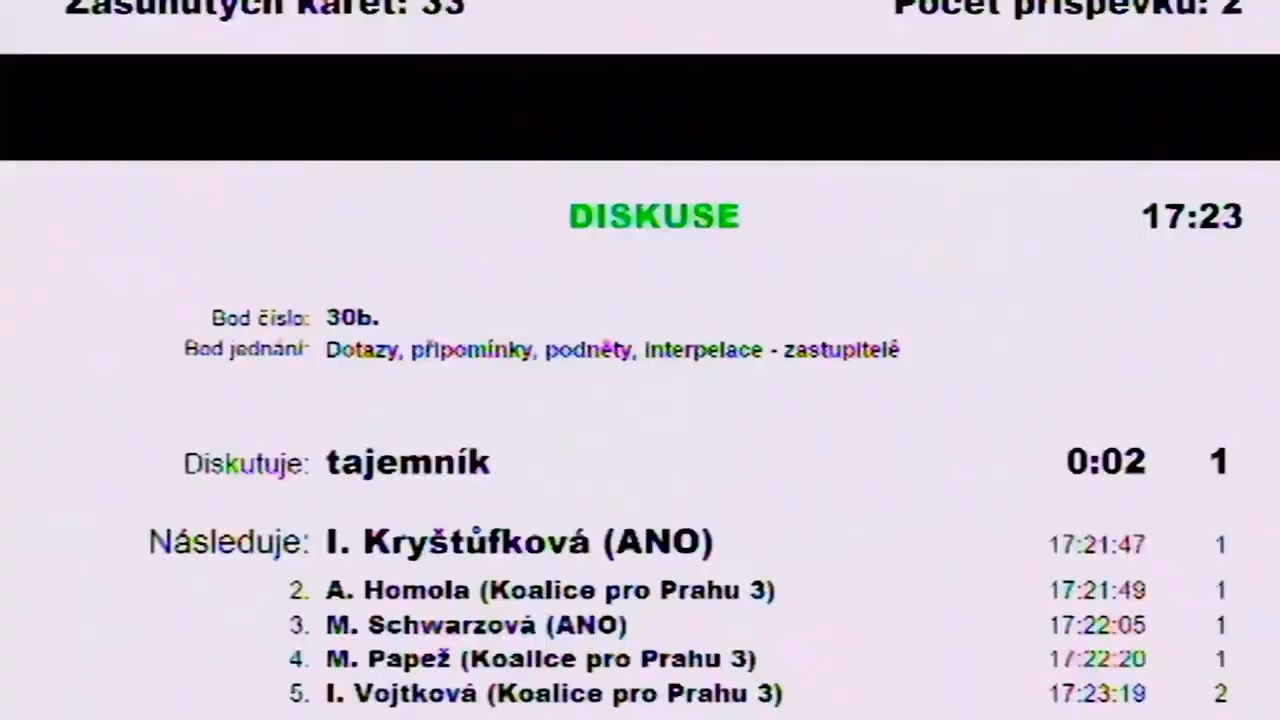 Zasunutých karet: 33 Počet příspěvků: 2
DISKUSE 17:23
Bod číslo: 30b.
Bod jednání: Dotazy, připomínky, podněty, interpelace - zastupitelé
Diskutuje: tajemník 0:02 1
Následuje: I. Kryštůfková (ANO) 17:21:47 1
2. A. Homola (Koalice pro Prahu 3) 17:21:49 1
3. M. Schwarzová (ANO) 17:22:05 1
4. M. Papež (Koalice pro Prahu 3) 17:22:20 1
5. I. Vojtková (Koalice pro Prahu 3) 17:23:19 2